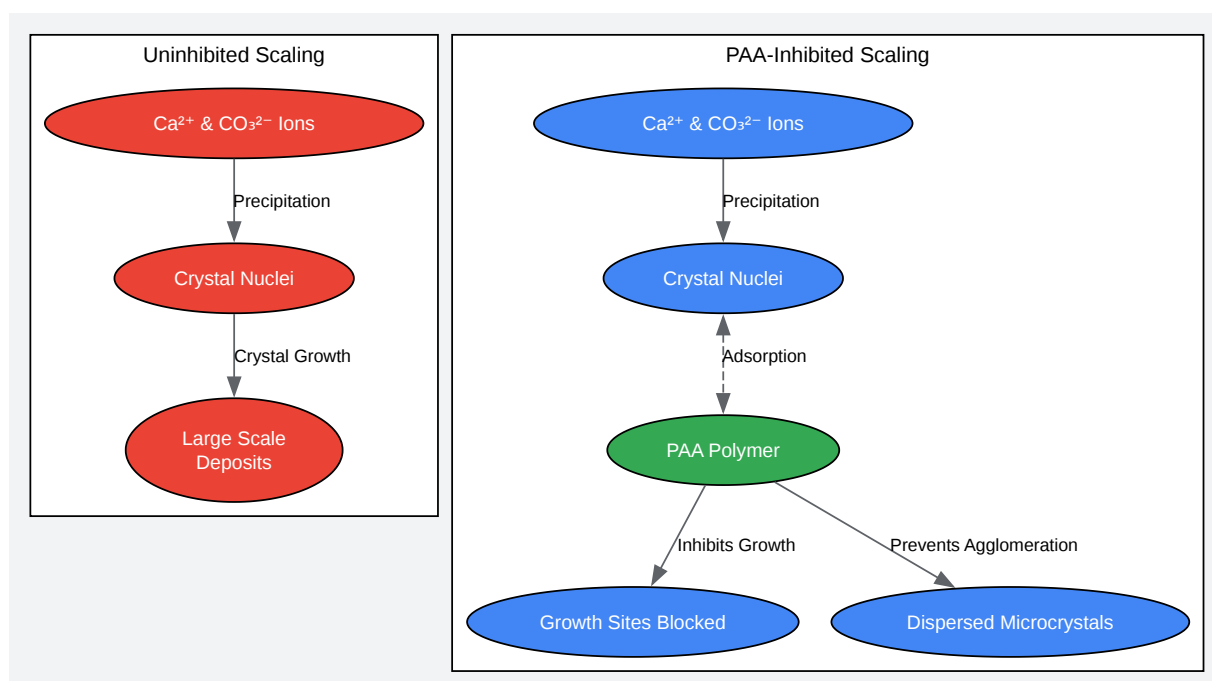 Uninhibited Scaling
Ca²⁺ & CO₃²⁻ Ions
Precipitation
Crystal Nuclei
Crystal Growth
Large Scale
Deposits
PAA-Inhibited Scaling
Ca²⁺ & CO₃²⁻ Ions
Precipitation
Crystal Nuclei
Adsorption
PAA Polymer
Inhibits Growth
Prevents Agglomeration
Growth Sites Blocked
Dispersed Microcrystals